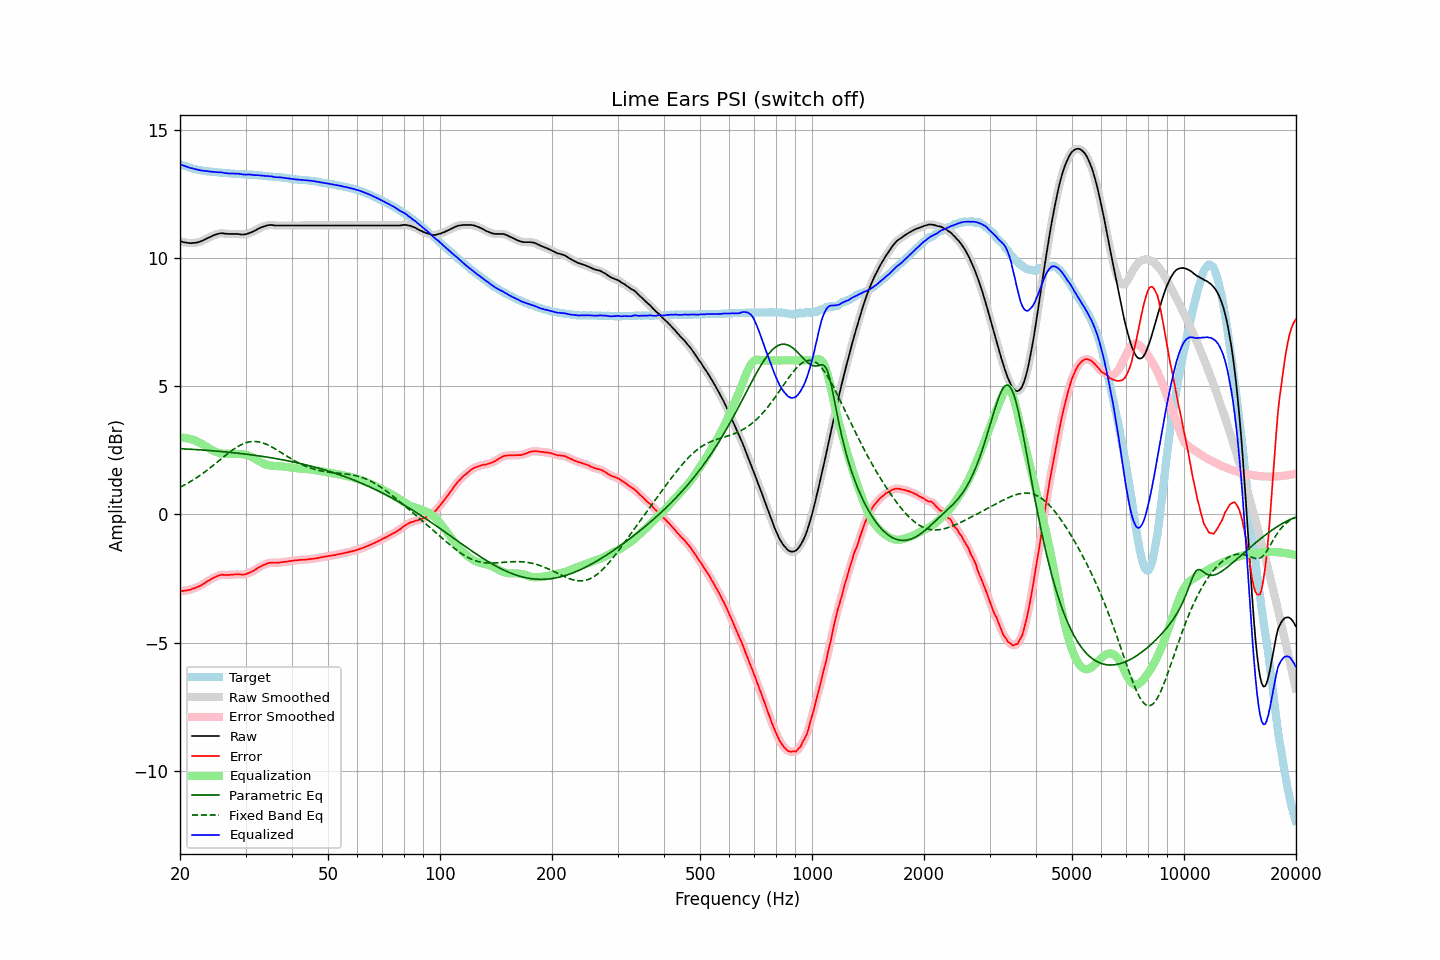 Lime Ears PSI (switch off)
15
10
5
0
−5
−10
Amplitude (dBr)
Target
Raw Smoothed
Error Smoothed
Raw
Error
Equalization
Parametric Eq
Fixed Band Eq
Equalized
20 50 100 200 500 1000 2000 5000 10000 20000
Frequency (Hz)